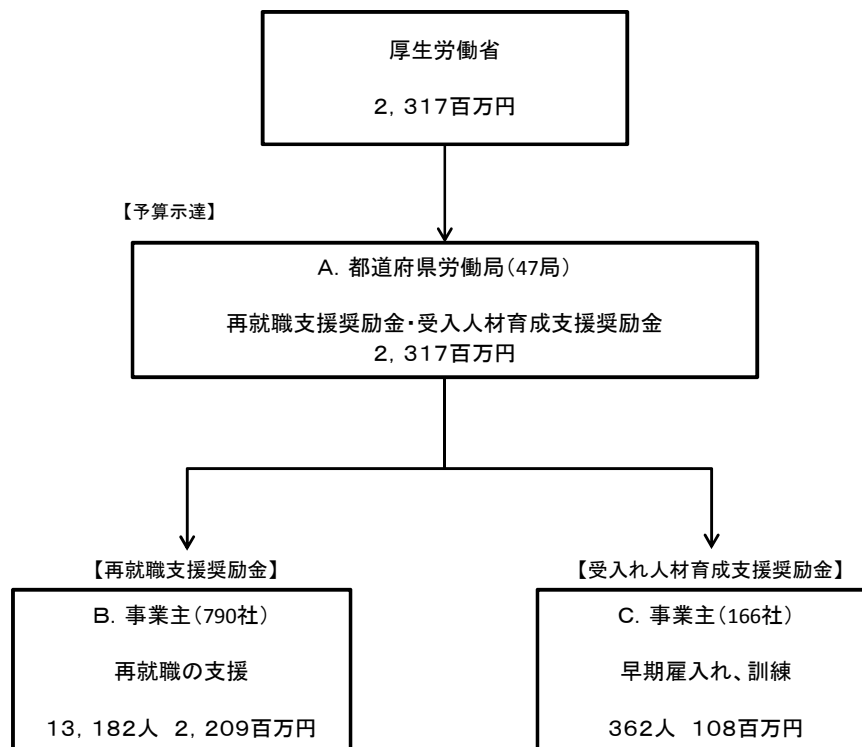 厚生労働省
2,317百万円
【予算示達】
A.都道府県労働局(47局)
再就職支援奨励金・受入人材育成支援奨励金
2,317百万円
【再就職支援奨励金】
【受入れ人材育成支援奨励金】
B.事業主(790社)
再就職の支援
13,182人 2,209百万円
C.事業主(166社)
早期雇入れ、訓練
362人 108百万円